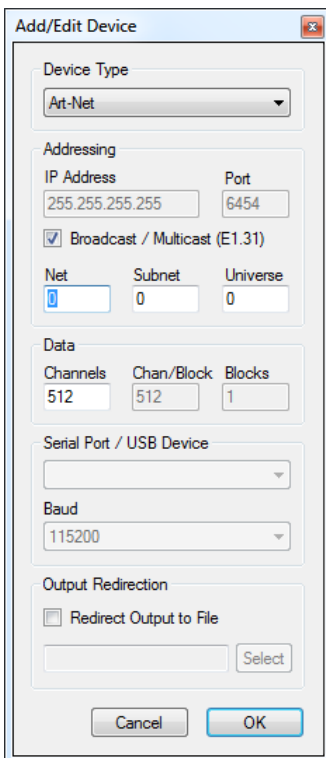 Add/Edit Device
Device Type
Art-Net
Addressing
IP Address Port
255.255.255.255 6454
Broadcast / Multicast (E1.31)
Net Subnet Universe
0 0 0
Data
Channels Chan/Block Blocks
512 512 1
Serial Port / USB Device
Baud
115200
Output Redirection
Redirect Output to File
Select
Cancel OK